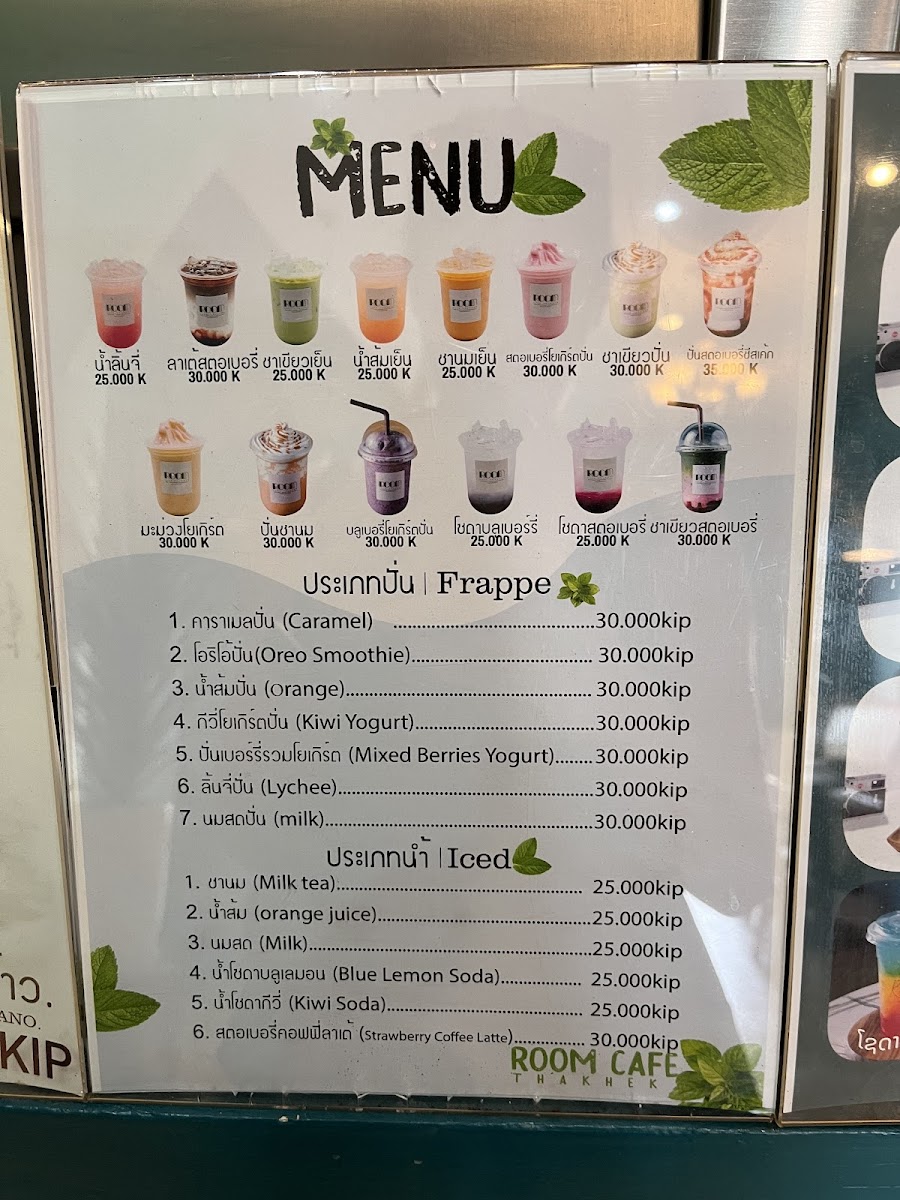 MENU
น้ำลิ้นจี่ ลาเต้สตอเบอรี่ ชาเขียวเย็น น้ำส้มเย็น ชานมเย็น สตอเบอรี่โยเกิร์ตปั่น ชาเขียวปั่น ปั่นสตอเบอรี่ชีสเค้ก
25.000 K 30.000 K 25.000 K 25.000 K 25.000 K 30.000 K 30.000 K 35.000 K
มะม่วงโยเกิร์ต ปั่นชานม บลูเบอรี่โยเกิร์ตปั่น โซดาบลูเบอร์รี่ โซดาสตอเบอรี่ ชาเขียวสตอเบอรี่
30.000 K 30.000 K 30.000 K 25.000 K 25.000 K 30.000 K
ประเภทปั่น | Frappe
1. คาราเมลปั่น (Caramel) ................................30.000kip
2. โอริโอ้ปั่น(Oreo Smoothie)............................. 30.000kip
3. น้ำส้มปั่น (Orange)....................................... 30.000kip
4. กีวี่โยเกิร์ตปั่น (Kiwi Yogurt).............................30.000kip
5. ปั่นเบอร์รี่รวมโยเกิร์ต (Mixed Berries Yogurt)........30.000kip
6. ลิ้นจี่ปั่น (Lychee).........................................30.000kip
7. นมสดปั่น (milk)...........................................30.000kip
ประเภทน้ำ | Iced
1. ชานม (Milk tea)....................................... 25.000kip
2. น้ำส้ม (orange juice)..................................25.000kip
3. นมสด (Milk).............................................25.000kip
4. น้ำโซดาบลูเลมอน (Blue Lemon Soda)............. 25.000kip
5. น้ำโซดากีวี่ (Kiwi Soda)............................... 25.000kip
6. สตอเบอรี่คอฟฟี่ลาเต้ (Strawberry Coffee Latte).............. 30.000kip
ROOM CAFE
THAKHEK
าว.
ANO.
KIP
ໂຊດາ